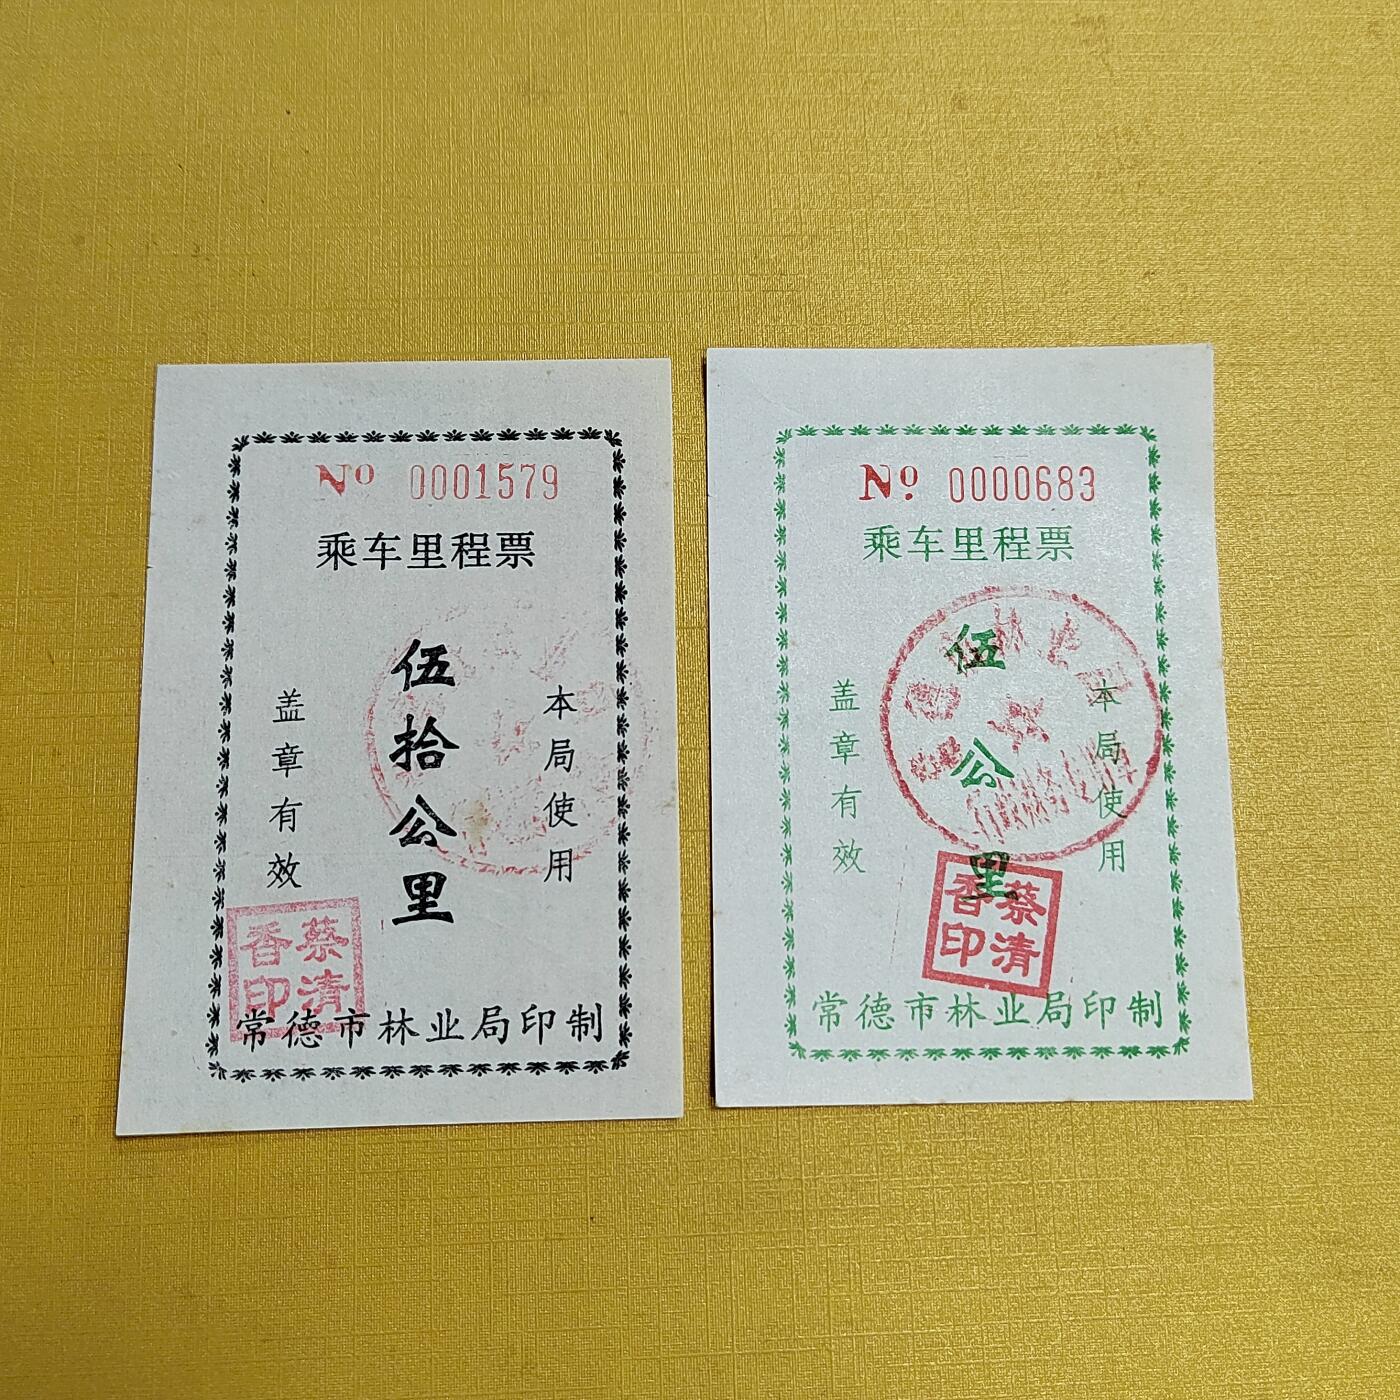 No 0001579
乘车里程票
伍拾公里
本局使用
盖章有效
蔡清
香印
常德市林业局印制
No 0000683
乘车里程票
伍公里
本局使用
盖章有效
蔡清
香印
常德市林业局印制